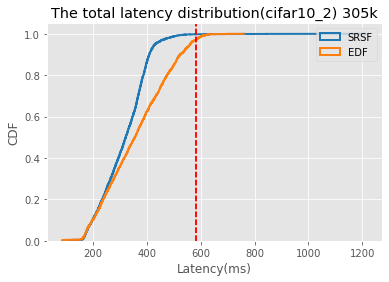 The total latency distribution(cifar10_2) 305k
SRSF
EDF
CDF
1.0
0.8
0.6
0.4
0.2
0.0
200 400 600 800 1000 1200
Latency(ms)